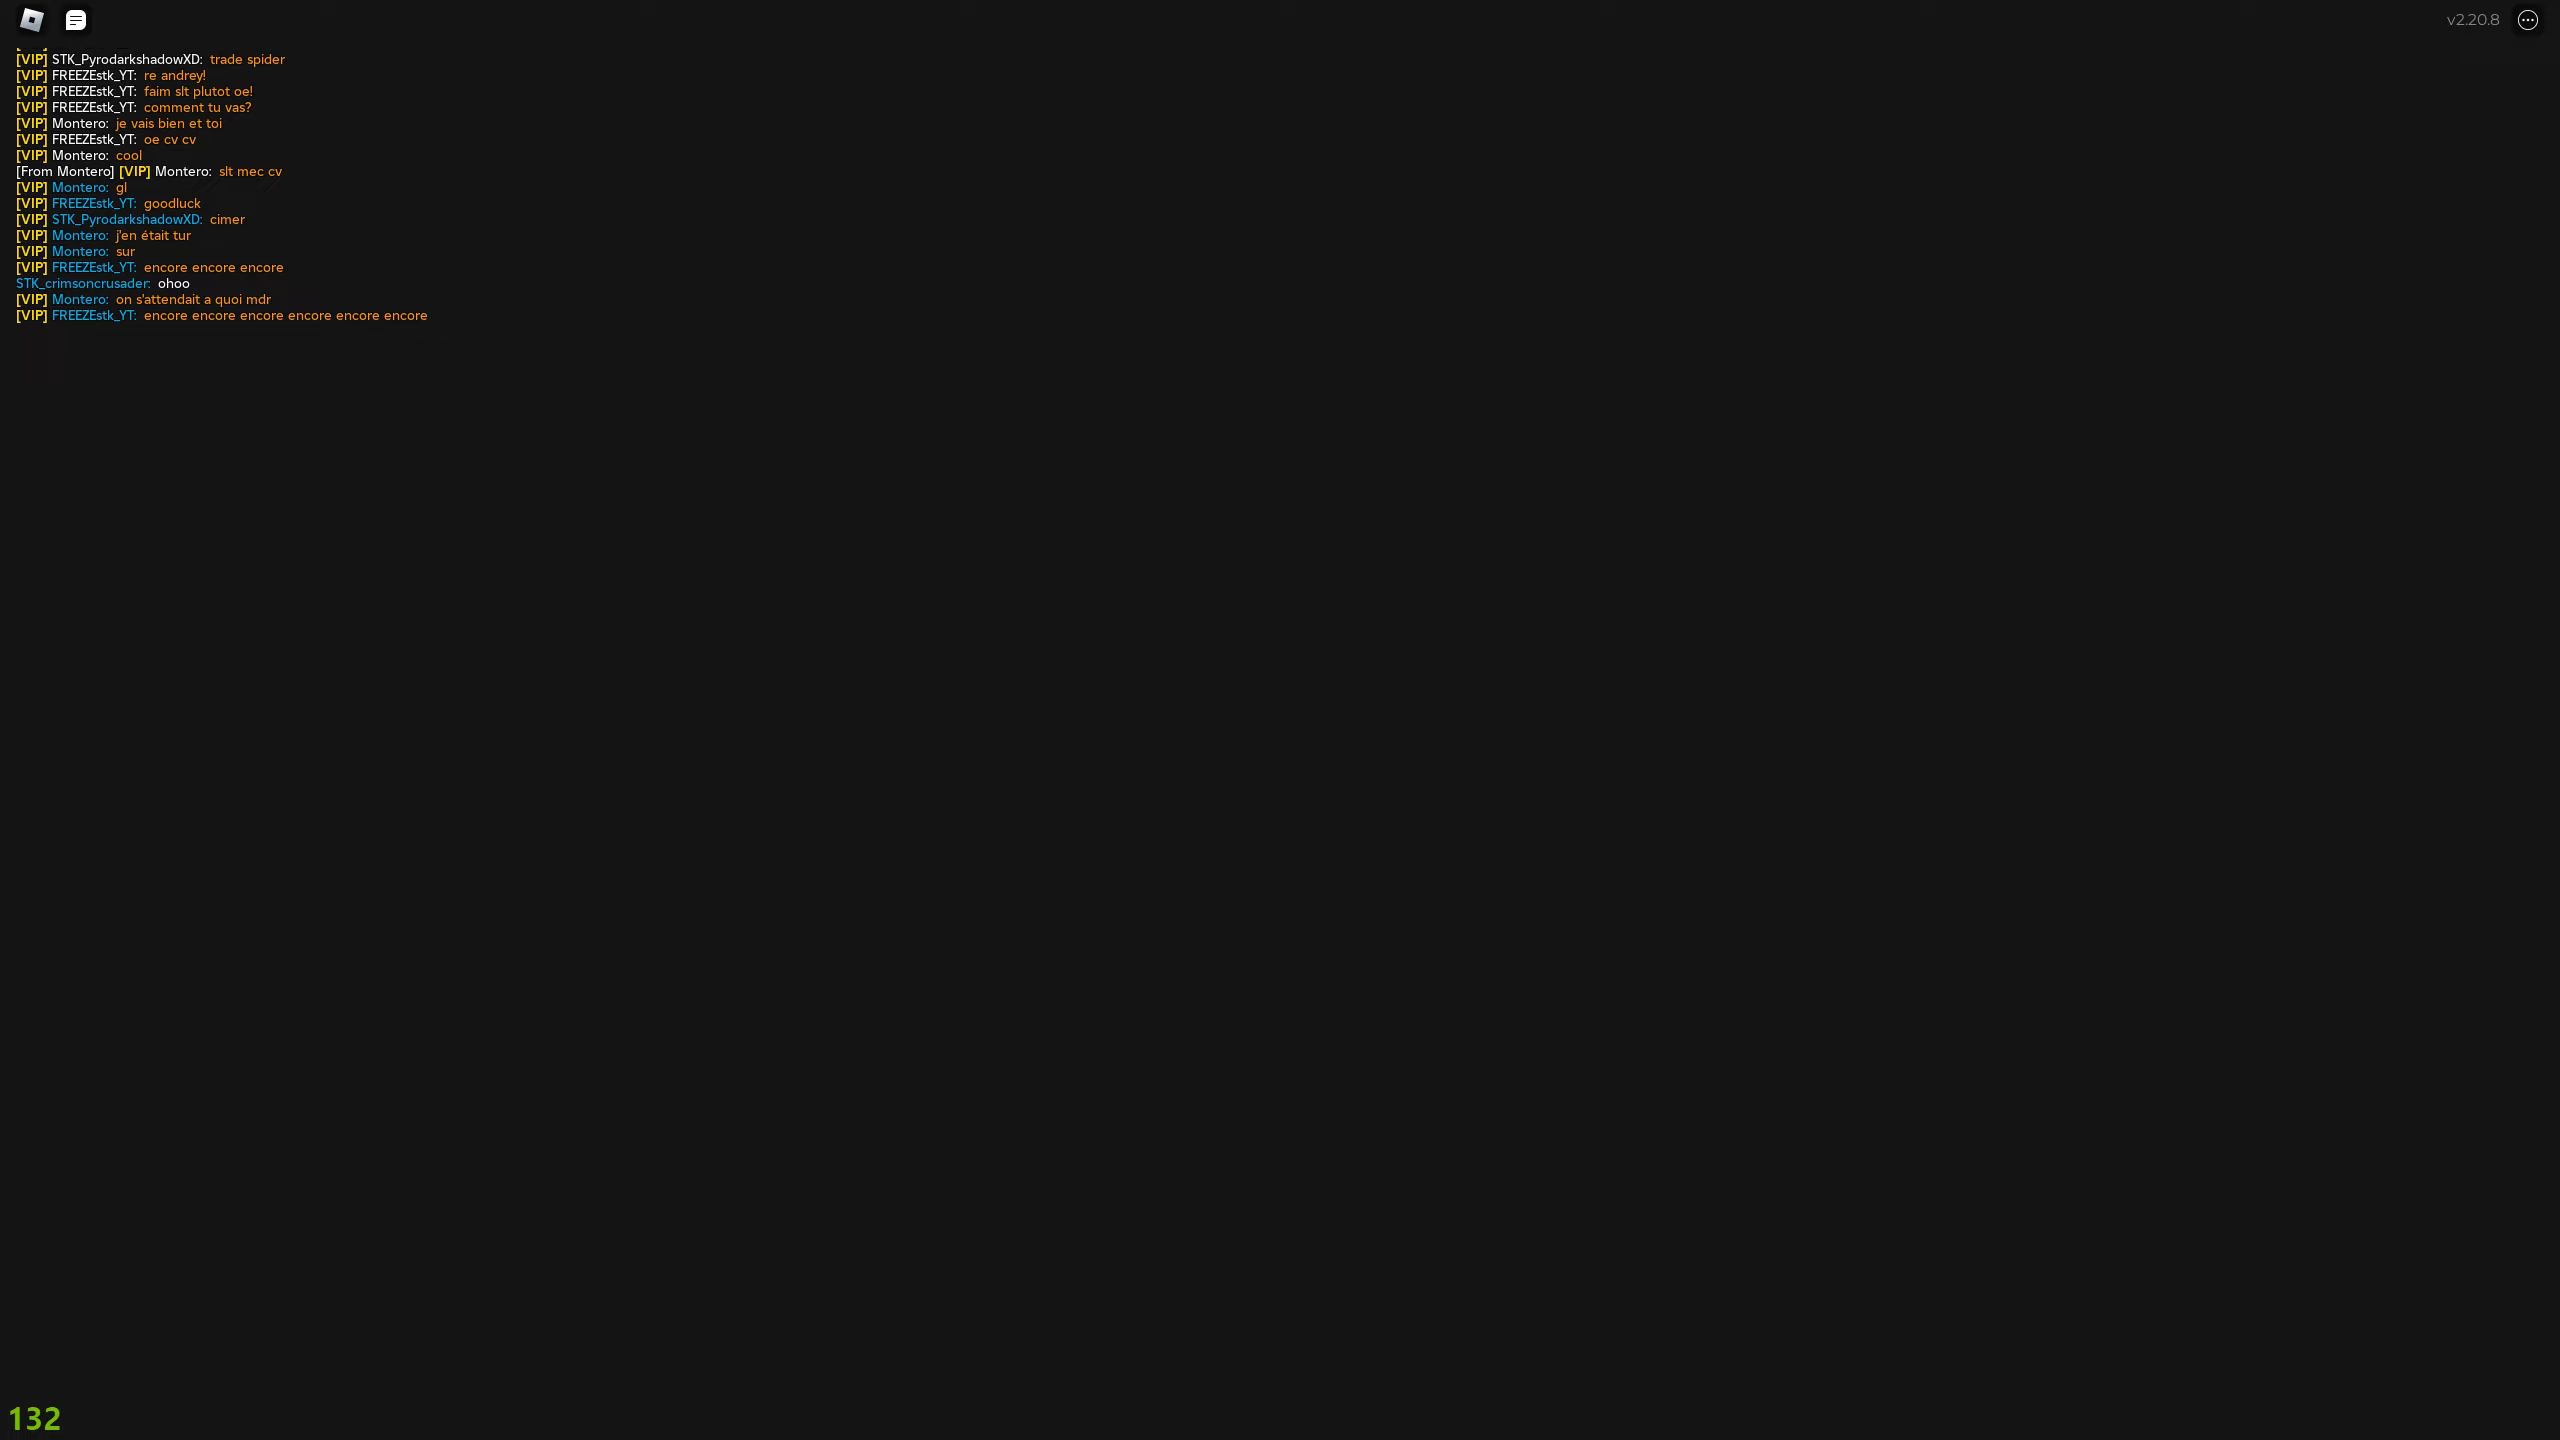 v2.20.8
[VIP] STK_PyrodarkshadowXD: trade spider
[VIP] FREEZEstk_YT: re andrey!
[VIP] FREEZEstk_YT: faim slt plutot oe!
[VIP] FREEZEstk_YT: comment tu vas?
[VIP] Montero: je vais bien et toi
[VIP] FREEZEstk_YT: oe cv cv
[VIP] Montero: cool
[From Montero] [VIP] Montero: slt mec cv
[VIP] Montero: gl
[VIP] FREEZEstk_YT: goodluck
[VIP] STK_PyrodarkshadowXD: cimer
[VIP] Montero: j'en était tur
[VIP] Montero: sur
[VIP] FREEZEstk_YT: encore encore encore
STK_crimsoncrusader: ohoo
[VIP] Montero: on s'attendait a quoi mdr
[VIP] FREEZEstk_YT: encore encore encore encore encore encore
132